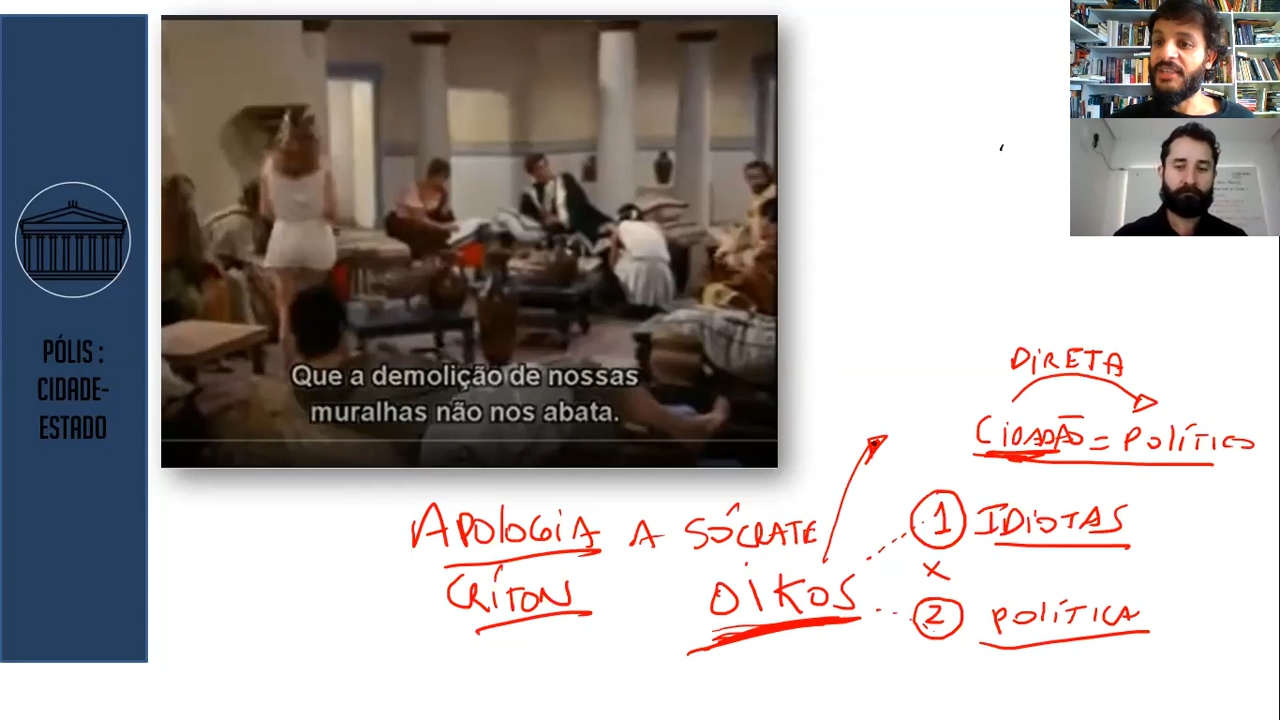 PÓLIS :
CIDADE-
ESTADO
Que a demolição de nossas
muralhas não nos abata.
DIRETA
CIDADÃO = POLÍTICO
APOLOGIA A SÓCRATE
CRÍTON
OIKOS
1 IDIOTAS
X
2 POLÍTICA